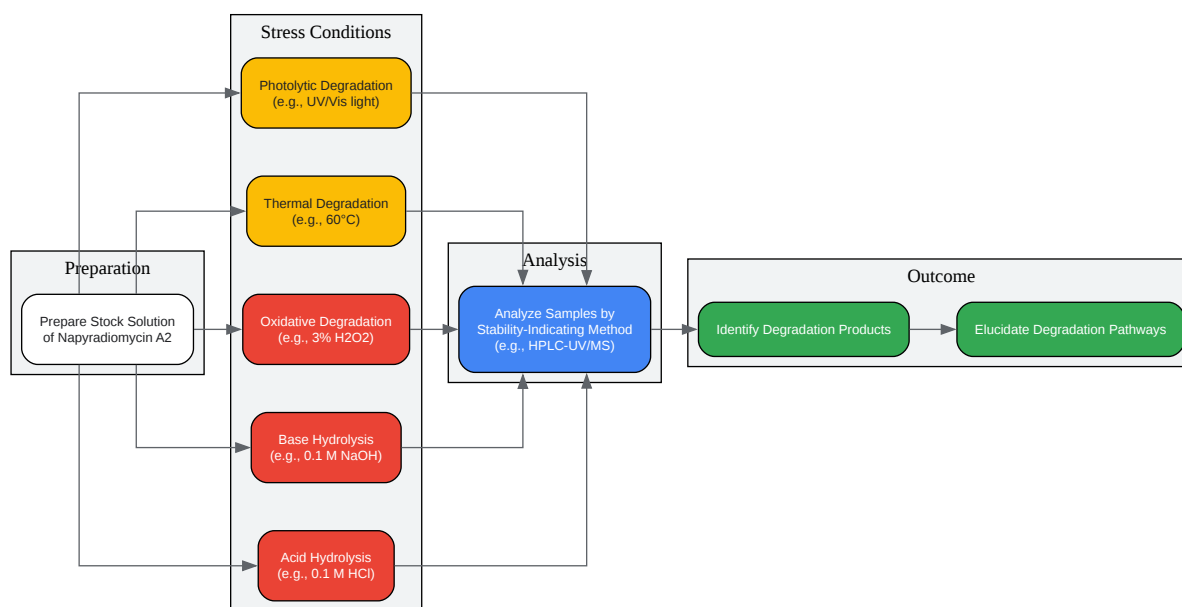 Stress Conditions
Photolytic Degradation
(e.g., UV/Vis light)
Thermal Degradation
(e.g., 60°C)
Preparation
Prepare Stock Solution
of Napyradiomycin A2
Oxidative Degradation
(e.g., 3% H2O2)
Base Hydrolysis
(e.g., 0.1 M NaOH)
Acid Hydrolysis
(e.g., 0.1 M HCl)
Analysis
Analyze Samples by
Stability-Indicating Method
(e.g., HPLC-UV/MS)
Outcome
Identify Degradation Products
Elucidate Degradation Pathways